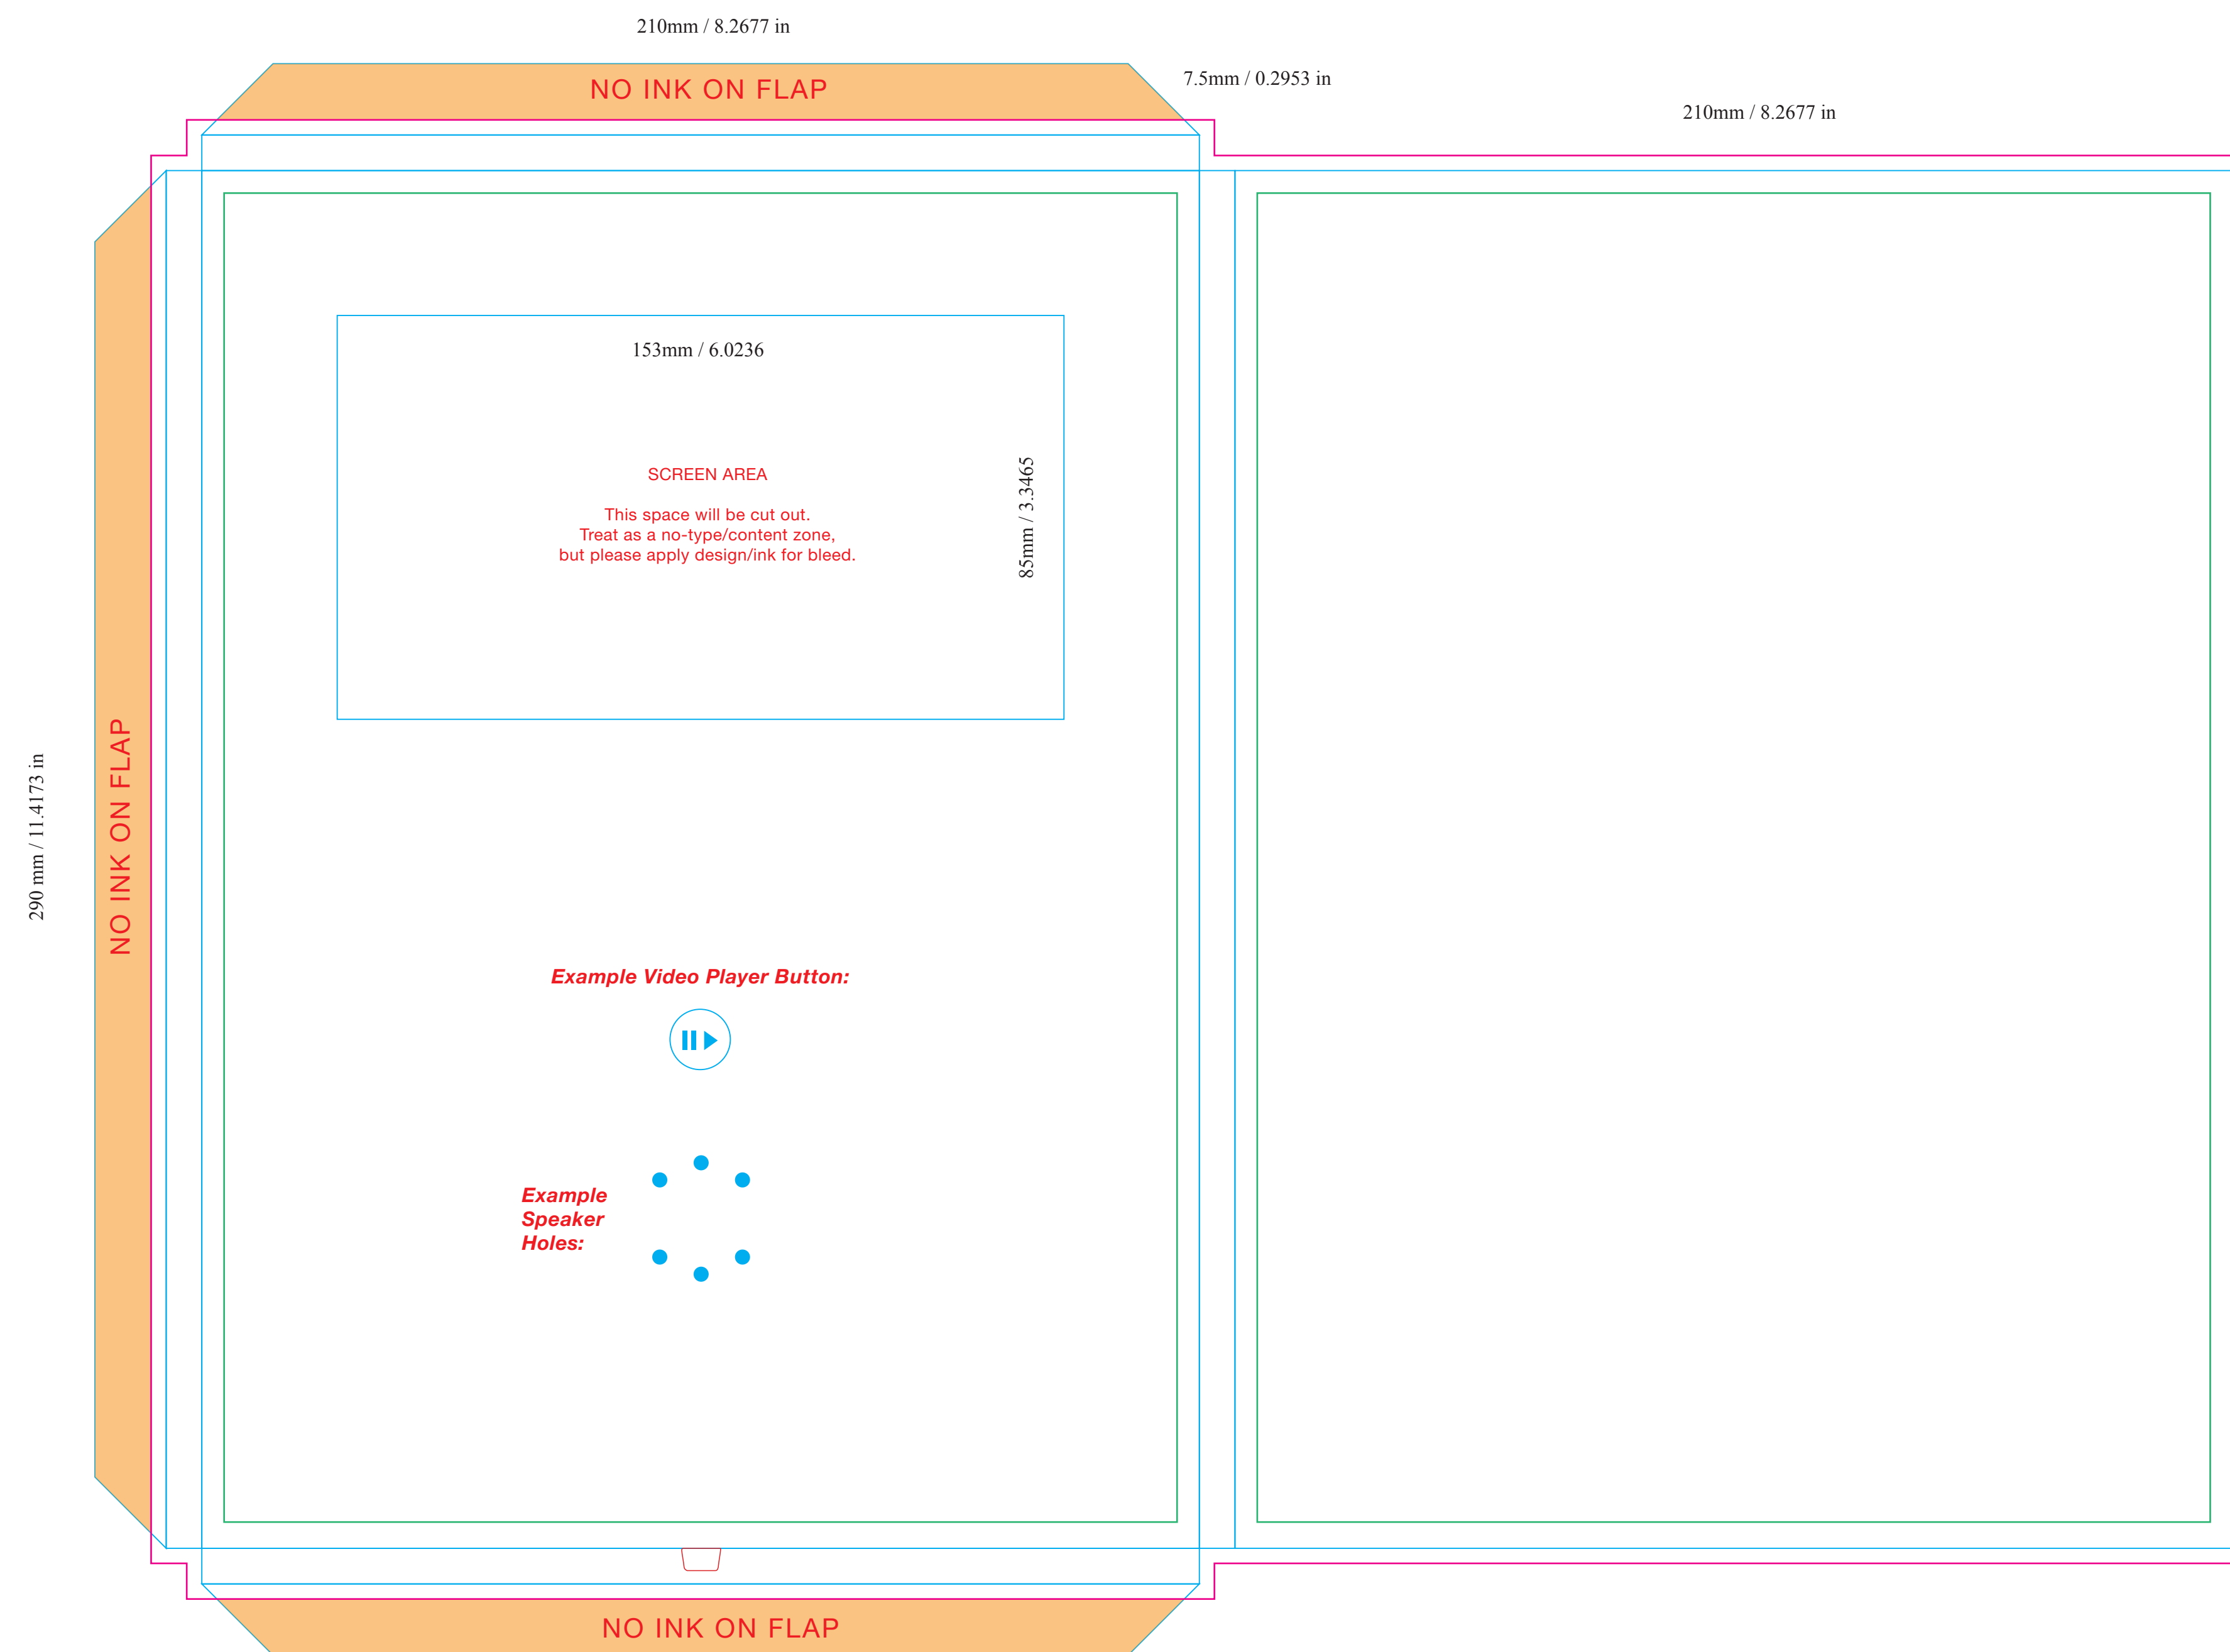 210mm / 8.2677 in
NO INK ON FLAP
7.5mm / 0.2953 in
210mm / 8.2677 in
153mm / 6.0236
SCREEN AREA
This space will be cut out.
Treat as a no-type/content zone,
but please apply design/ink for bleed.
85mm / 3.3465
NO INK ON FLAP
290 mm / 11.4173 in
Example Video Player Button:
Example
Speaker
Holes:
NO INK ON FLAP